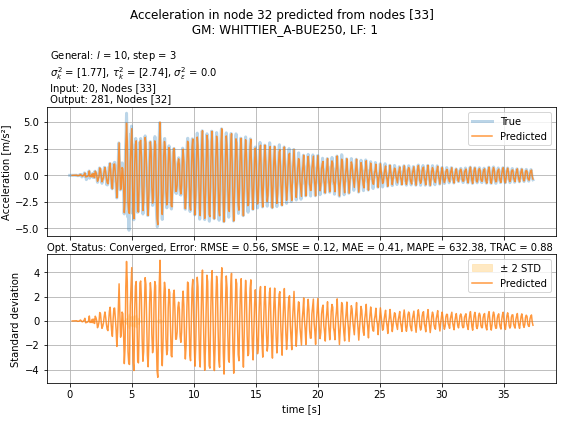 Acceleration in node 32 predicted from nodes [33]
GM: WHITTIER_A-BUE250, LF: 1
General: l = 10, step = 3
σ²ₖ = [1.77], τ²ₖ = [2.74], σ²ε = 0.0
Input: 20, Nodes [33]
Output: 281, Nodes [32]
True
Predicted
5.0
2.5
0.0
−2.5
−5.0
Acceleration [m/s²]
Opt. Status: Converged, Error: RMSE = 0.56, SMSE = 0.12, MAE = 0.41, MAPE = 632.38, TRAC = 0.88
± 2 STD
Predicted
4
2
0
−2
−4
Standard deviation
0 5 10 15 20 25 30 35
time [s]